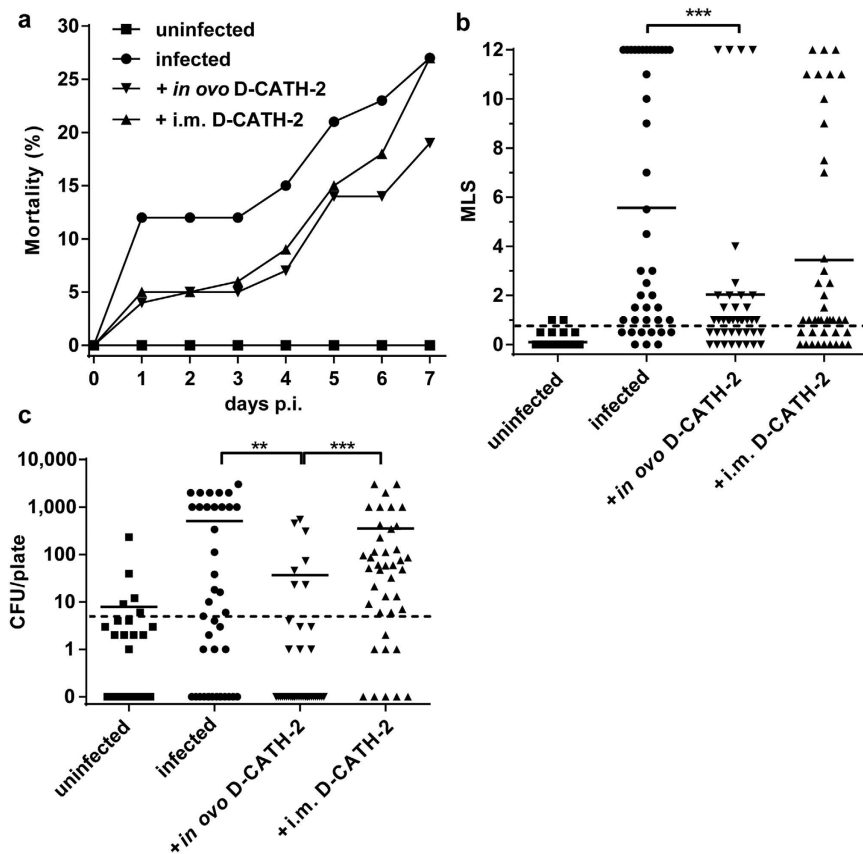 a
uninfected
infected
+ in ovo D-CATH-2
+ i.m. D-CATH-2
Mortality (%)
30
25
20
15
10
5
0
0 1 2 3 4 5 6 7
days p.i.
b
***
MLS
12
10
8
6
4
2
0
uninfected
infected
+in ovo D-CATH-2
+i.m. D-CATH-2
c
** ***
CFU/plate
10,000
1,000
100
10
1
0
uninfected
infected
+in ovo D-CATH-2
+i.m. D-CATH-2